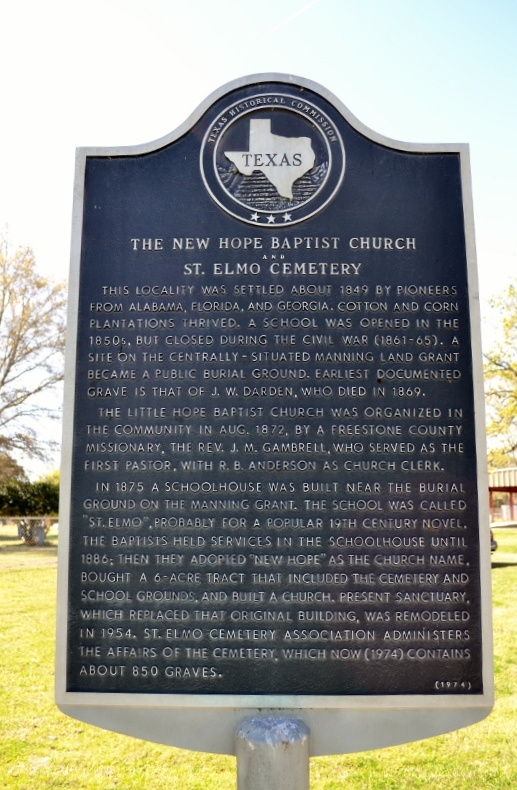 TEXAS HISTORICAL COMMISSION
TEXAS
THE NEW HOPE BAPTIST CHURCH
AND
ST. ELMO CEMETERY
THIS LOCALITY WAS SETTLED ABOUT 1849 BY PIONEERS
FROM ALABAMA, FLORIDA, AND GEORGIA. COTTON AND CORN
PLANTATIONS THRIVED. A SCHOOL WAS OPENED IN THE
1850s, BUT CLOSED DURING THE CIVIL WAR (1861-65). A
SITE ON THE CENTRALLY-SITUATED MANNING LAND GRANT
BECAME A PUBLIC BURIAL GROUND. EARLIEST DOCUMENTED
GRAVE IS THAT OF J. W. DARDEN, WHO DIED IN 1869.
THE LITTLE HOPE BAPTIST CHURCH WAS ORGANIZED IN
THE COMMUNITY IN AUG. 1872, BY A FREESTONE COUNTY
MISSIONARY, THE REV. J. M. GAMBRELL, WHO SERVED AS THE
FIRST PASTOR, WITH R. B. ANDERSON AS CHURCH CLERK.
IN 1875 A SCHOOLHOUSE WAS BUILT NEAR THE BURIAL
GROUND ON THE MANNING GRANT. THE SCHOOL WAS CALLED
"ST. ELMO", PROBABLY FOR A POPULAR 19TH CENTURY NOVEL.
THE BAPTISTS HELD SERVICES IN THE SCHOOLHOUSE UNTIL
1886; THEN THEY ADOPTED "NEW HOPE" AS THE CHURCH NAME,
BOUGHT A 6-ACRE TRACT THAT INCLUDED THE CEMETERY AND
SCHOOL GROUNDS, AND BUILT A CHURCH. PRESENT SANCTUARY,
WHICH REPLACED THAT ORIGINAL BUILDING, WAS REMODELED
IN 1954. ST. ELMO CEMETERY ASSOCIATION ADMINISTERS
THE AFFAIRS OF THE CEMETERY, WHICH NOW (1974) CONTAINS
ABOUT 850 GRAVES.
(1974)